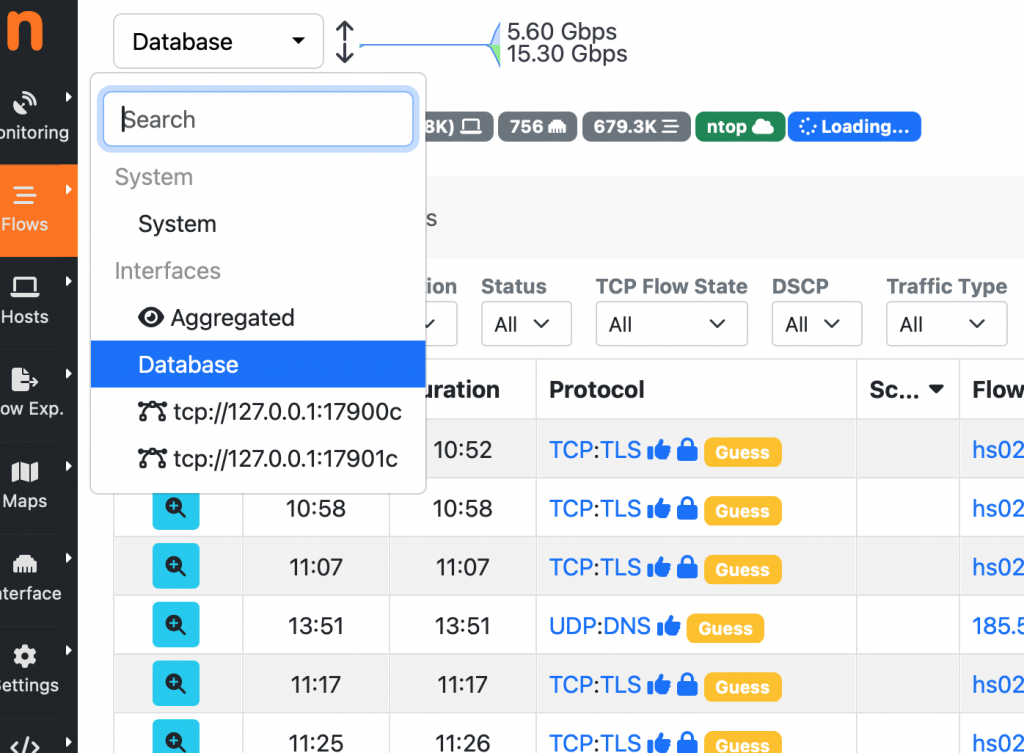 n
Database
5.60 Gbps
15.30 Gbps
Search
8K)
756
679.3K
ntop
Loading...
System
System
Interfaces
Aggregated
Database
tcp://127.0.0.1:17900c
tcp://127.0.0.1:17901c
onitoring
Flows
Hosts
ow Exp.
Maps
nterface
ettings
s
ion
Status
TCP Flow State
DSCP
Traffic Type
All
All
All
All
uration
Protocol
Sc...
Flow
10:52
TCP:TLS
Guess
hs02
10:58
10:58
TCP:TLS
Guess
hs02
11:07
11:07
TCP:TLS
Guess
hs02
13:51
13:51
UDP:DNS
Guess
185.5
11:17
11:17
TCP:TLS
Guess
hs02
11:25
11:26
TCP:TLS
Guess
hs02